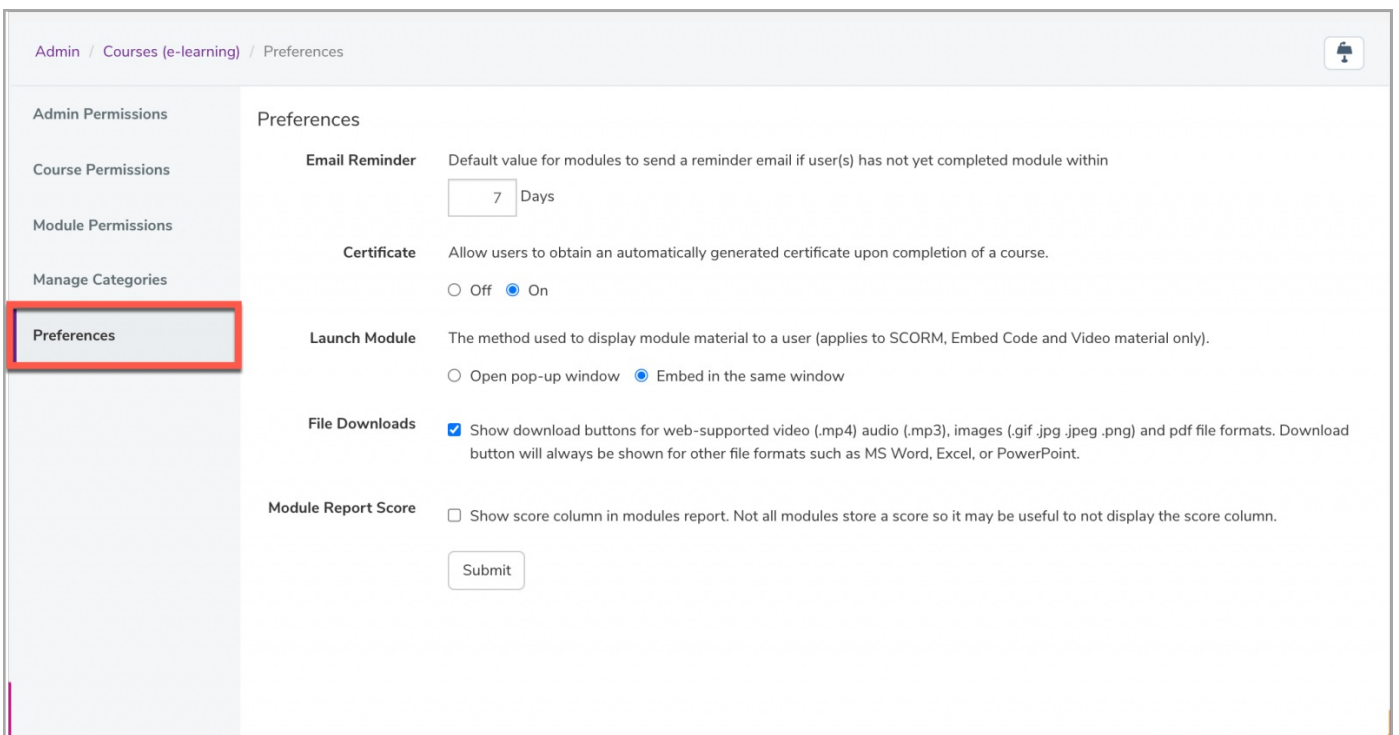 Admin / Courses (e-learning) / Preferences
Admin Permissions
Course Permissions
Module Permissions
Manage Categories
Preferences
Preferences
Email Reminder
Default value for modules to send a reminder email if user(s) has not yet completed module within
7 Days
Certificate
Allow users to obtain an automatically generated certificate upon completion of a course.
Off On
Launch Module
The method used to display module material to a user (applies to SCORM, Embed Code and Video material only).
Open pop-up window Embed in the same window
File Downloads
Show download buttons for web-supported video (.mp4) audio (.mp3), images (.gif .jpg .jpeg .png) and pdf file formats. Download
button will always be shown for other file formats such as MS Word, Excel, or PowerPoint.
Module Report Score
Show score column in modules report. Not all modules store a score so it may be useful to not display the score column.
Submit